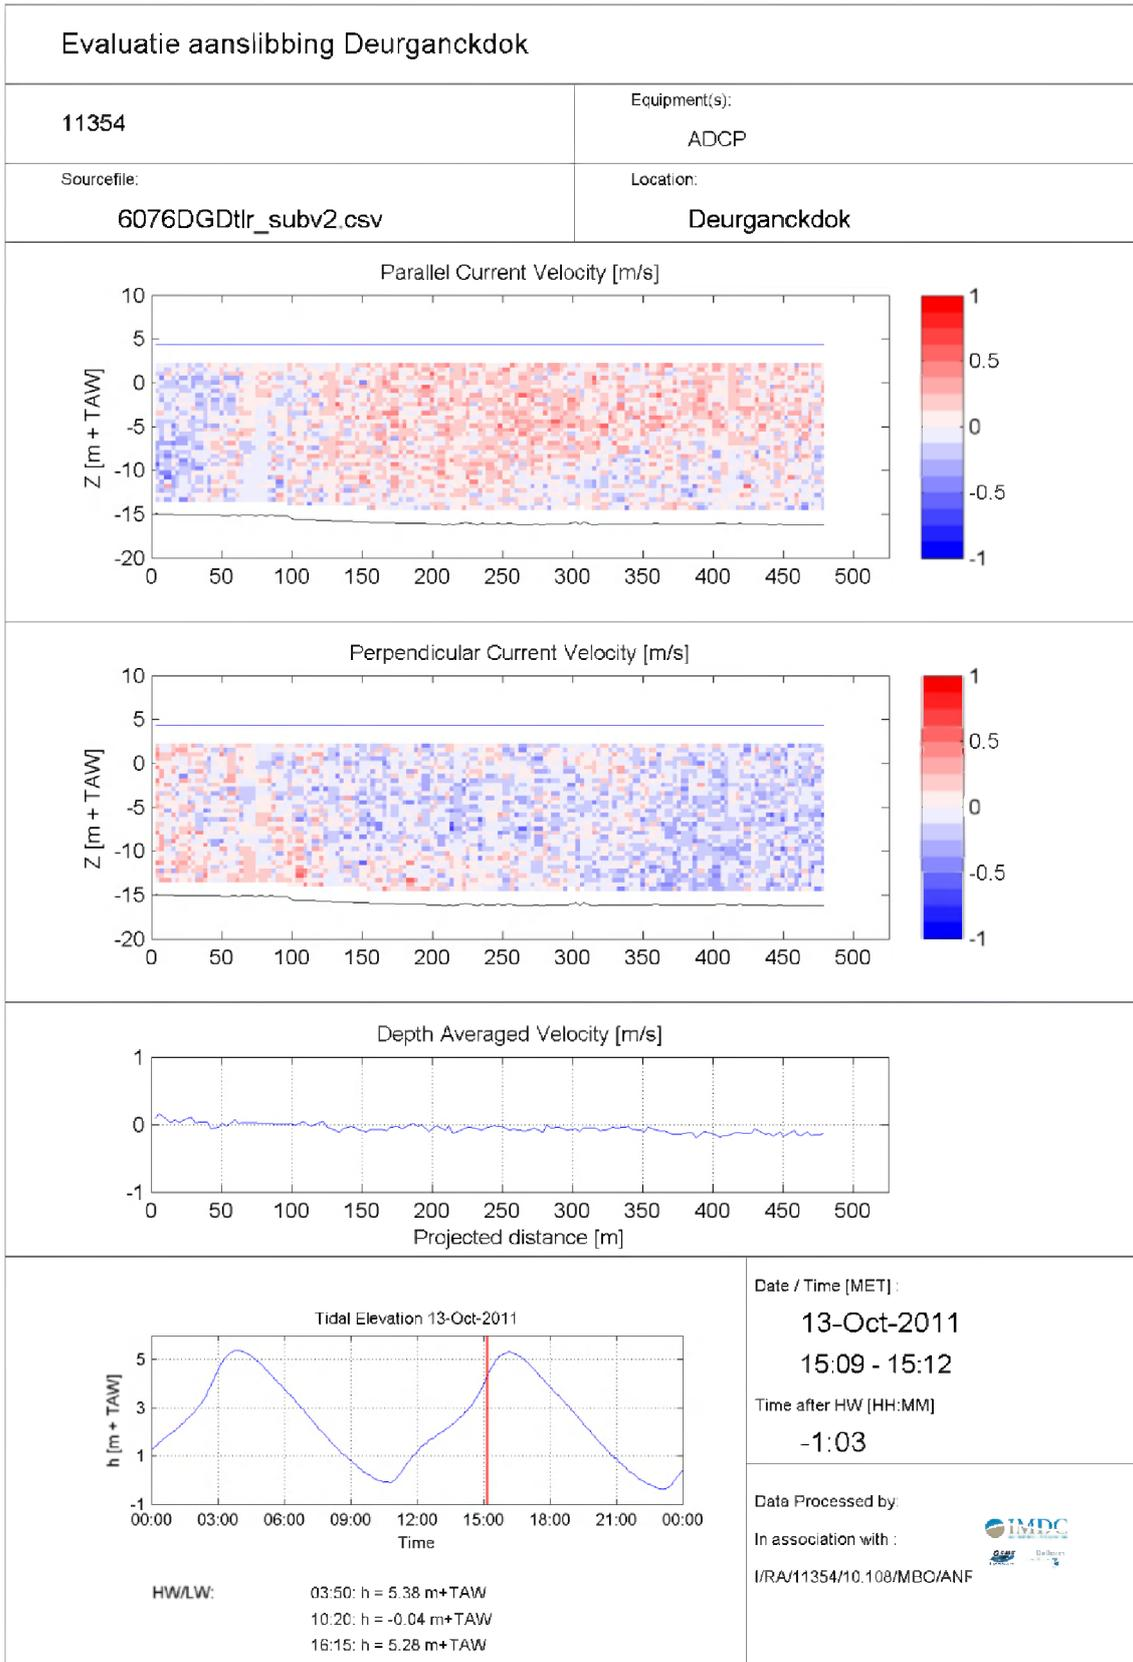 Evaluatie aanslibbing Deurganckdok
11354
Equipment(s):
ADCP
Sourcefile:
6076DGDtlr_subv2.csv
Location:
Deurganckdok
Parallel Current Velocity [m/s]
10
5
0
-5
-10
-15
-20
Z [m + TAW]
0 50 100 150 200 250 300 350 400 450 500
1
0.5
0
-0.5
-1
Perpendicular Current Velocity [m/s]
10
5
0
-5
-10
-15
-20
Z [m + TAW]
0 50 100 150 200 250 300 350 400 450 500
1
0.5
0
-0.5
-1
Depth Averaged Velocity [m/s]
1
0
-1
0 50 100 150 200 250 300 350 400 450 500
Projected distance [m]
Tidal Elevation 13-Oct-2011
5
3
1
-1
h [m + TAW]
00:00 03:00 06:00 09:00 12:00 15:00 18:00 21:00 00:00
Time
HW/LW:
03:50: h = 5.38 m+TAW
10:20: h = -0.04 m+TAW
16:15: h = 5.28 m+TAW
Date / Time [MET] :
13-Oct-2011
15:09 - 15:12
Time after HW [HH:MM]
-1:03
Data Processed by:
IMDC
In association with :
I/RA/11354/10.108/MBO/ANF